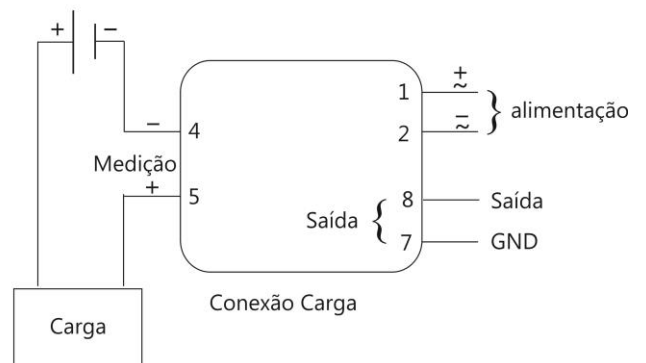 + −
1 + ~
− 4
2 − ~
alimentação
Medição
+ 5
8 Saída
Saída
7 GND
Conexão Carga
Carga